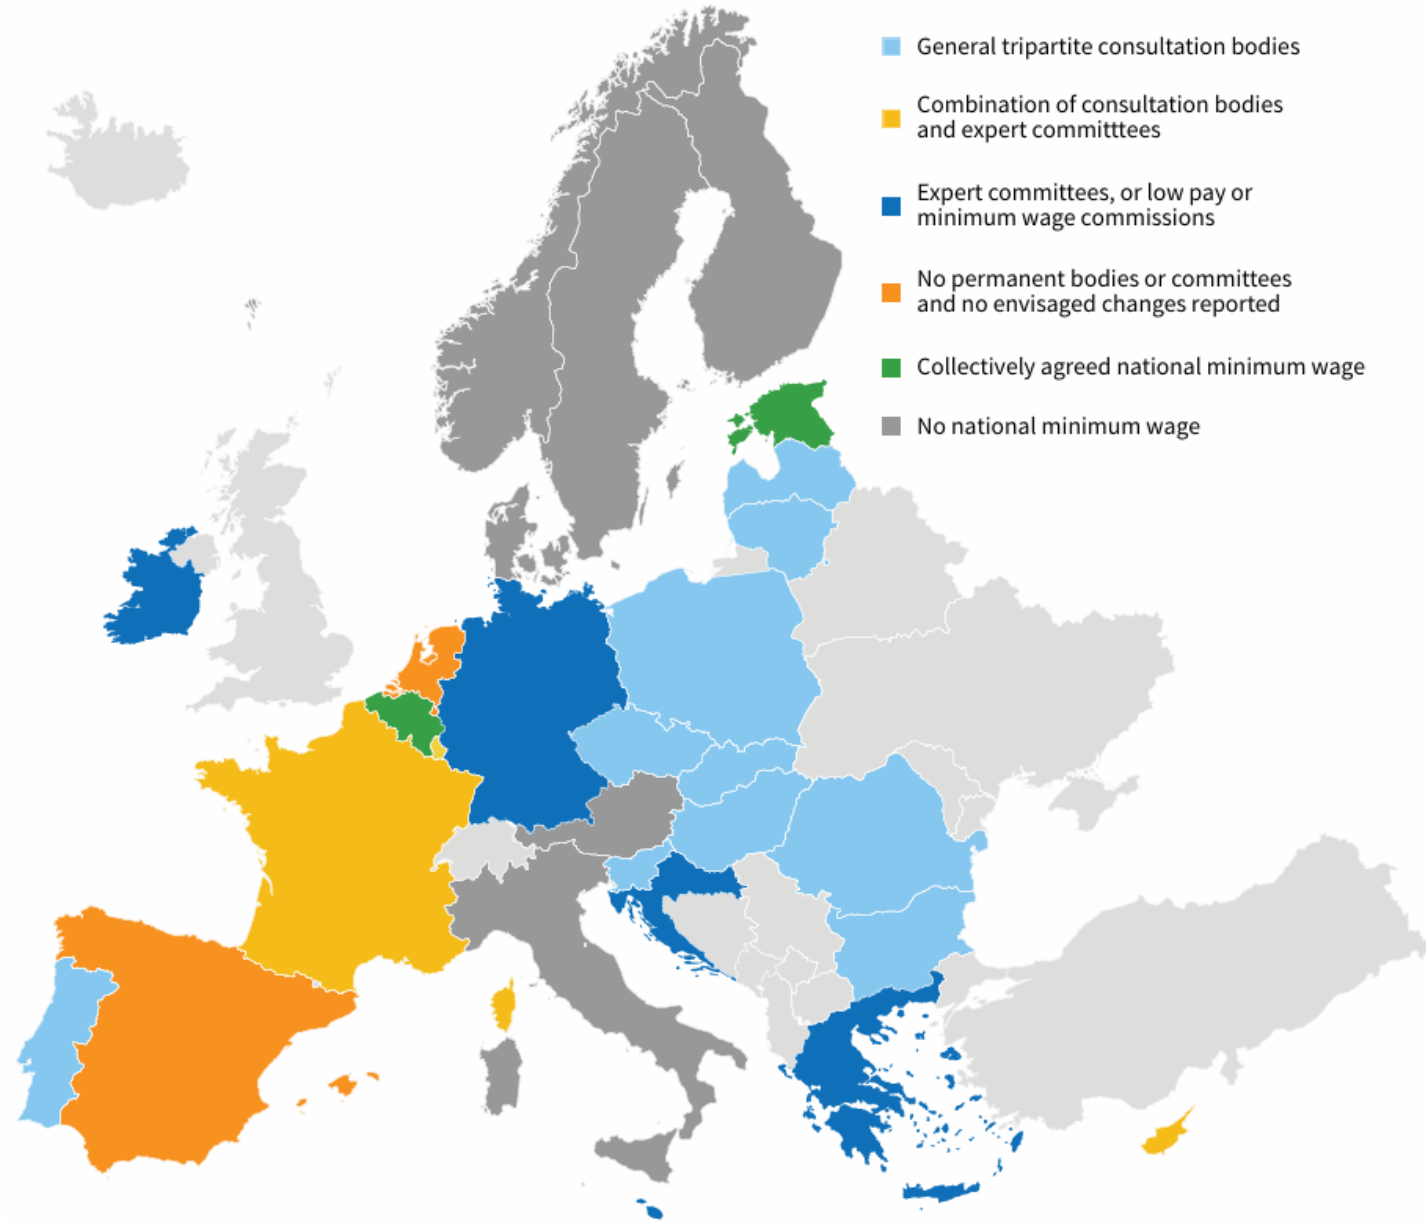 General tripartite consultation bodies
Combination of consultation bodies
and expert committtees
Expert committees, or low pay or
minimum wage commissions
No permanent bodies or committees
and no envisaged changes reported
Collectively agreed national minimum wage
No national minimum wage